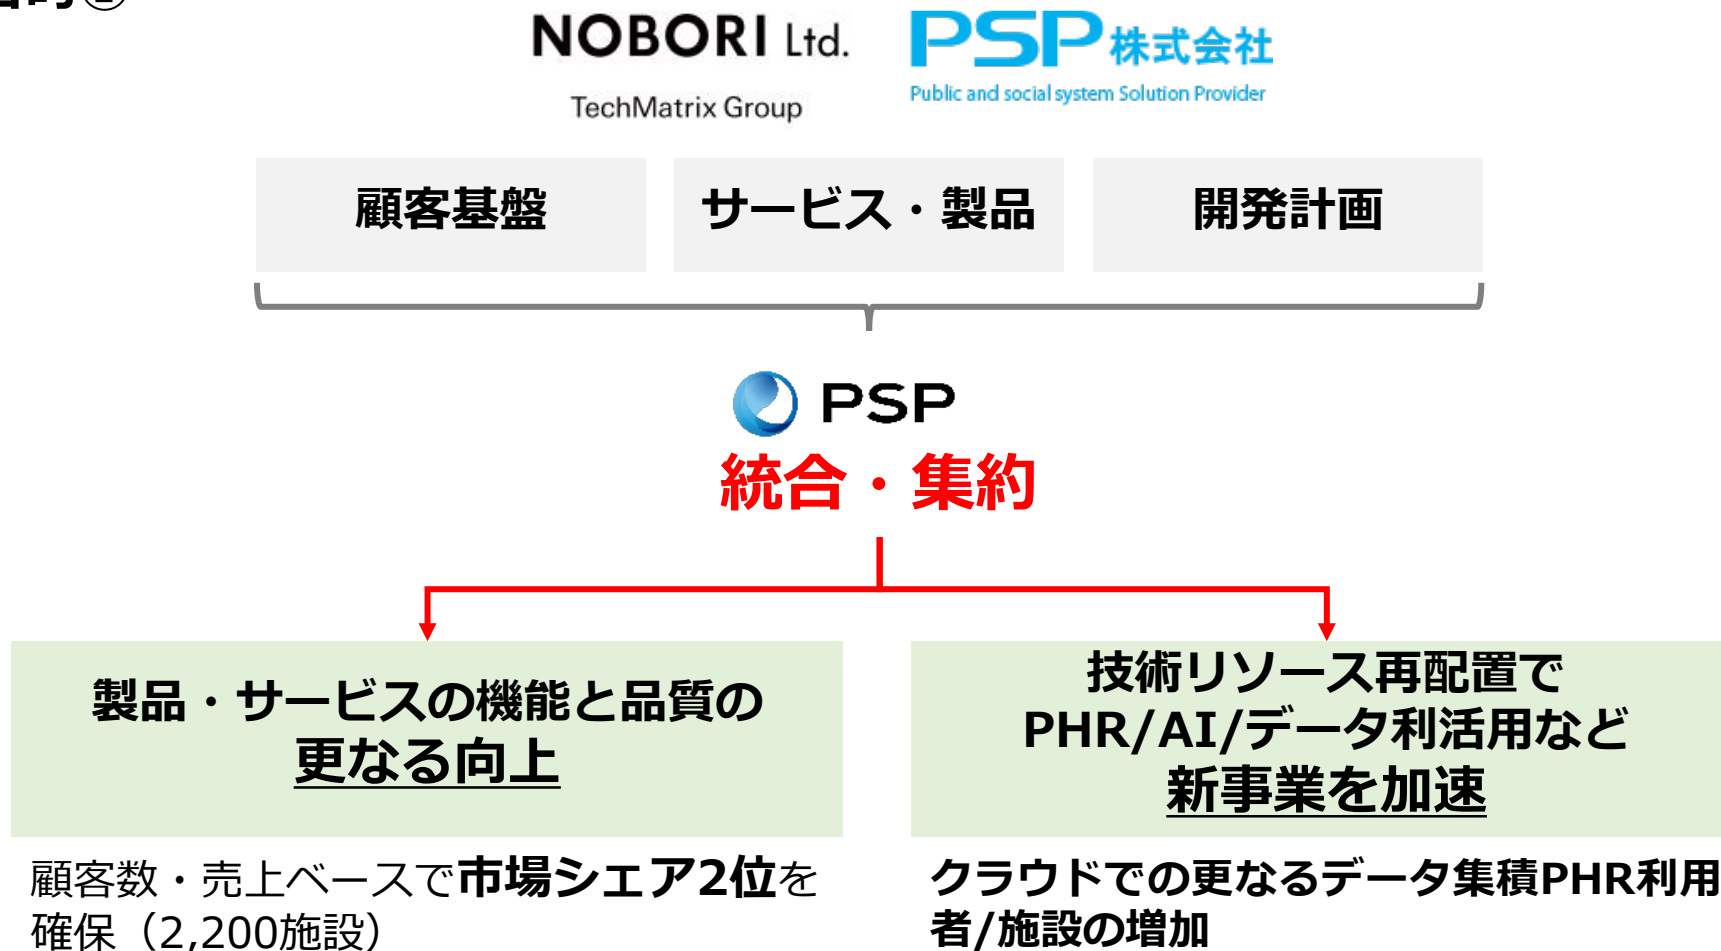 NOBORI Ltd.
TechMatrix Group
PSP株式会社
Public and social system Solution Provider
顧客基盤
サービス・製品
開発計画
PSP
統合・集約
製品・サービスの機能と品質の
更なる向上
技術リソース再配置で
PHR/AI/データ利活用など
新事業を加速
顧客数・売上ベースで市場シェア2位を
確保（2,200施設）
クラウドでの更なるデータ集積PHR利用
者/施設の増加